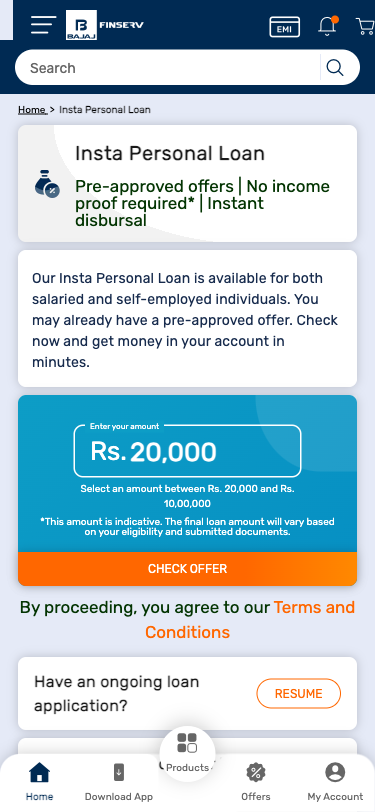 BAJAJ FINSERV
EMI
Search
Home > Insta Personal Loan
Insta Personal Loan
Pre-approved offers | No income
proof required* | Instant
disbursal
Our Insta Personal Loan is available for both
salaried and self-employed individuals. You
may already have a pre-approved offer. Check
now and get money in your account in
minutes.
Enter your amount
Rs. 20,000
Select an amount between Rs. 20,000 and Rs.
10,00,000
*This amount is indicative. The final loan amount will vary based
on your eligibility and submitted documents.
CHECK OFFER
By proceeding, you agree to our Terms and
Conditions
Have an ongoing loan
application?
RESUME
Home
Download App
Products
Offers
My Account